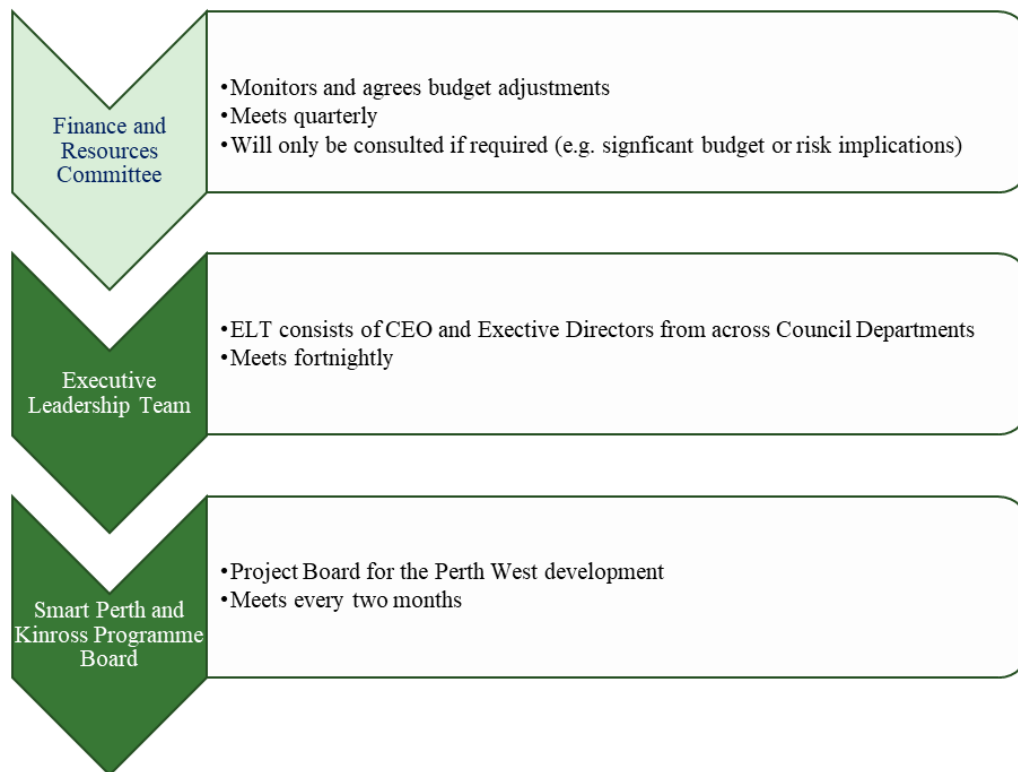 Finance and
Resources
Committee
•Monitors and agrees budget adjustments
•Meets quarterly
•Will only be consulted if required (e.g. signficant budget or risk implications)
Executive
Leadership Team
•ELT consists of CEO and Exective Directors from across Council Departments
•Meets fortnightly
Smart Perth and
Kinross Programme
Board
•Project Board for the Perth West development
•Meets every two months